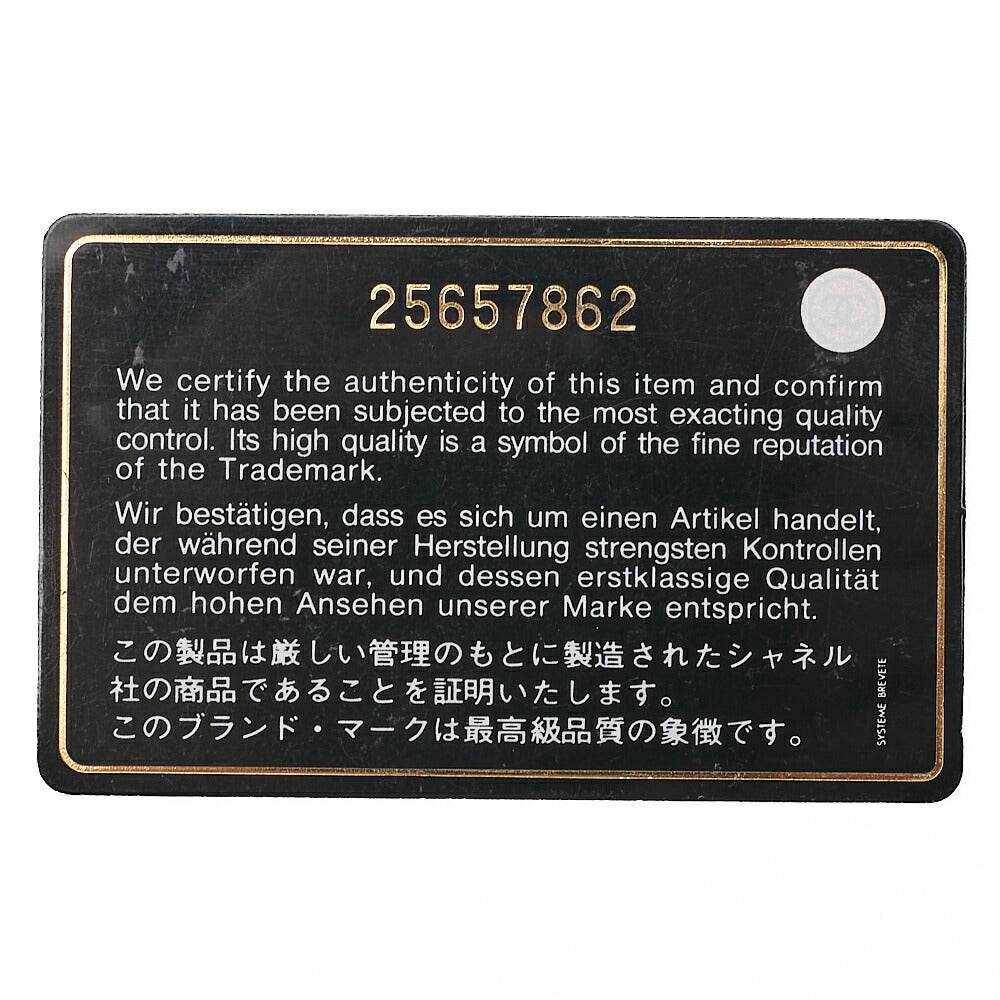 25657862
We certify the authenticity of this item and confirm
that it has been subjected to the most exacting quality
control. Its high quality is a symbol of the fine reputation
of the Trademark.
Wir bestätigen, dass es sich um einen Artikel handelt,
der während seiner Herstellung strengsten Kontrollen
unterworfen war, und dessen erstklassige Qualität
dem hohen Ansehen unserer Marke entspricht.
この製品は厳しい管理のもとに製造されたシャネル
社の商品であることを証明いたします。
このブランド・マークは最高級品質の象徴です。
SYSTEME BREVETE